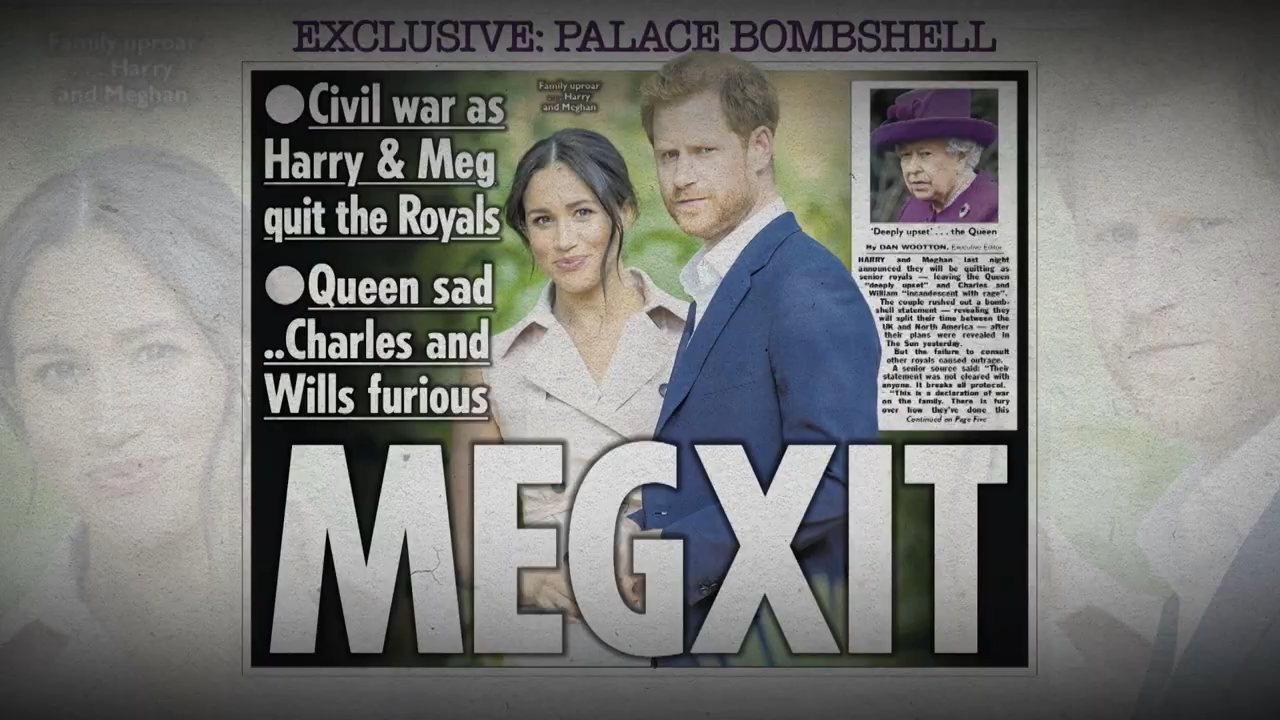 EXCLUSIVE: PALACE BOMBSHELL
Family uproar
.... Harry
and Meghan
●Civil war as
Harry & Meg
quit the Royals
●Queen sad
..Charles and
Wills furious
Family uproar
.... Harry
and Meghan
'Deeply upset' . . . the Queen
By DAN WOOTTON, Executive Editor
HARRY and Meghan last night
announced they will be quitting as
senior royals — leaving the Queen
"deeply upset" and Charles and
William "incandescent with rage".
The couple rushed out a bomb-
shell statement — revealing they
will split their time between the
UK and North America — after
their plans were revealed in
The Sun yesterday.
But the failure to consult
other royals caused outrage.
A senior source said: "Their
statement was not cleared with
anyone. It breaks all protocol.
"This is a declaration of war
on the family. There is fury
over how they've done this
Continued on Page Five
MEGXIT